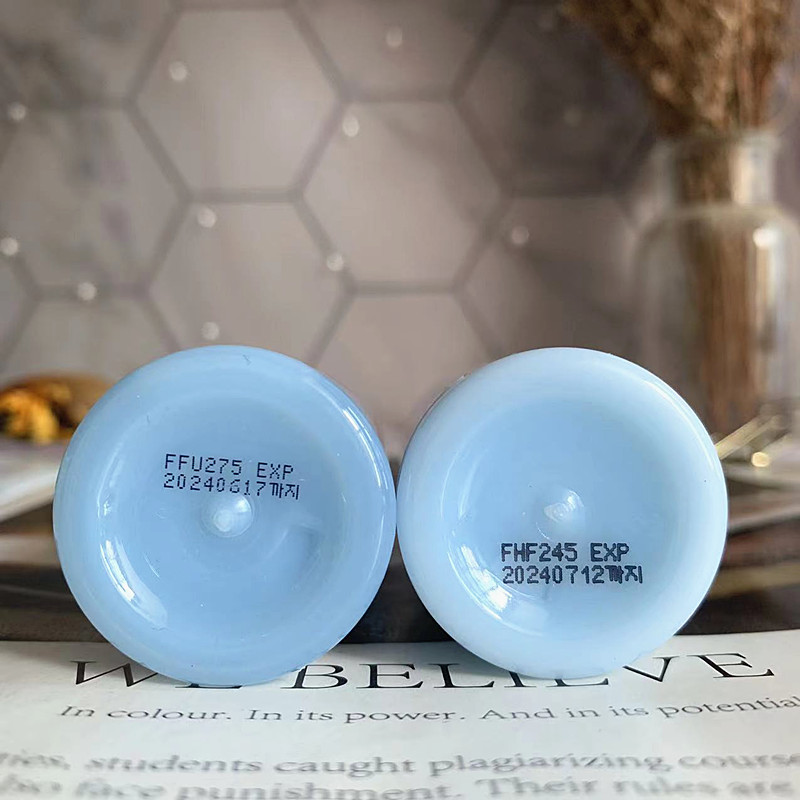 FFU275 EXP
20240617까지
FHF245 EXP
20240712까지
WE BELIEVE
In colour. In its power. And in its potential
students caught plagiarizing course
face punishment. Their rules are